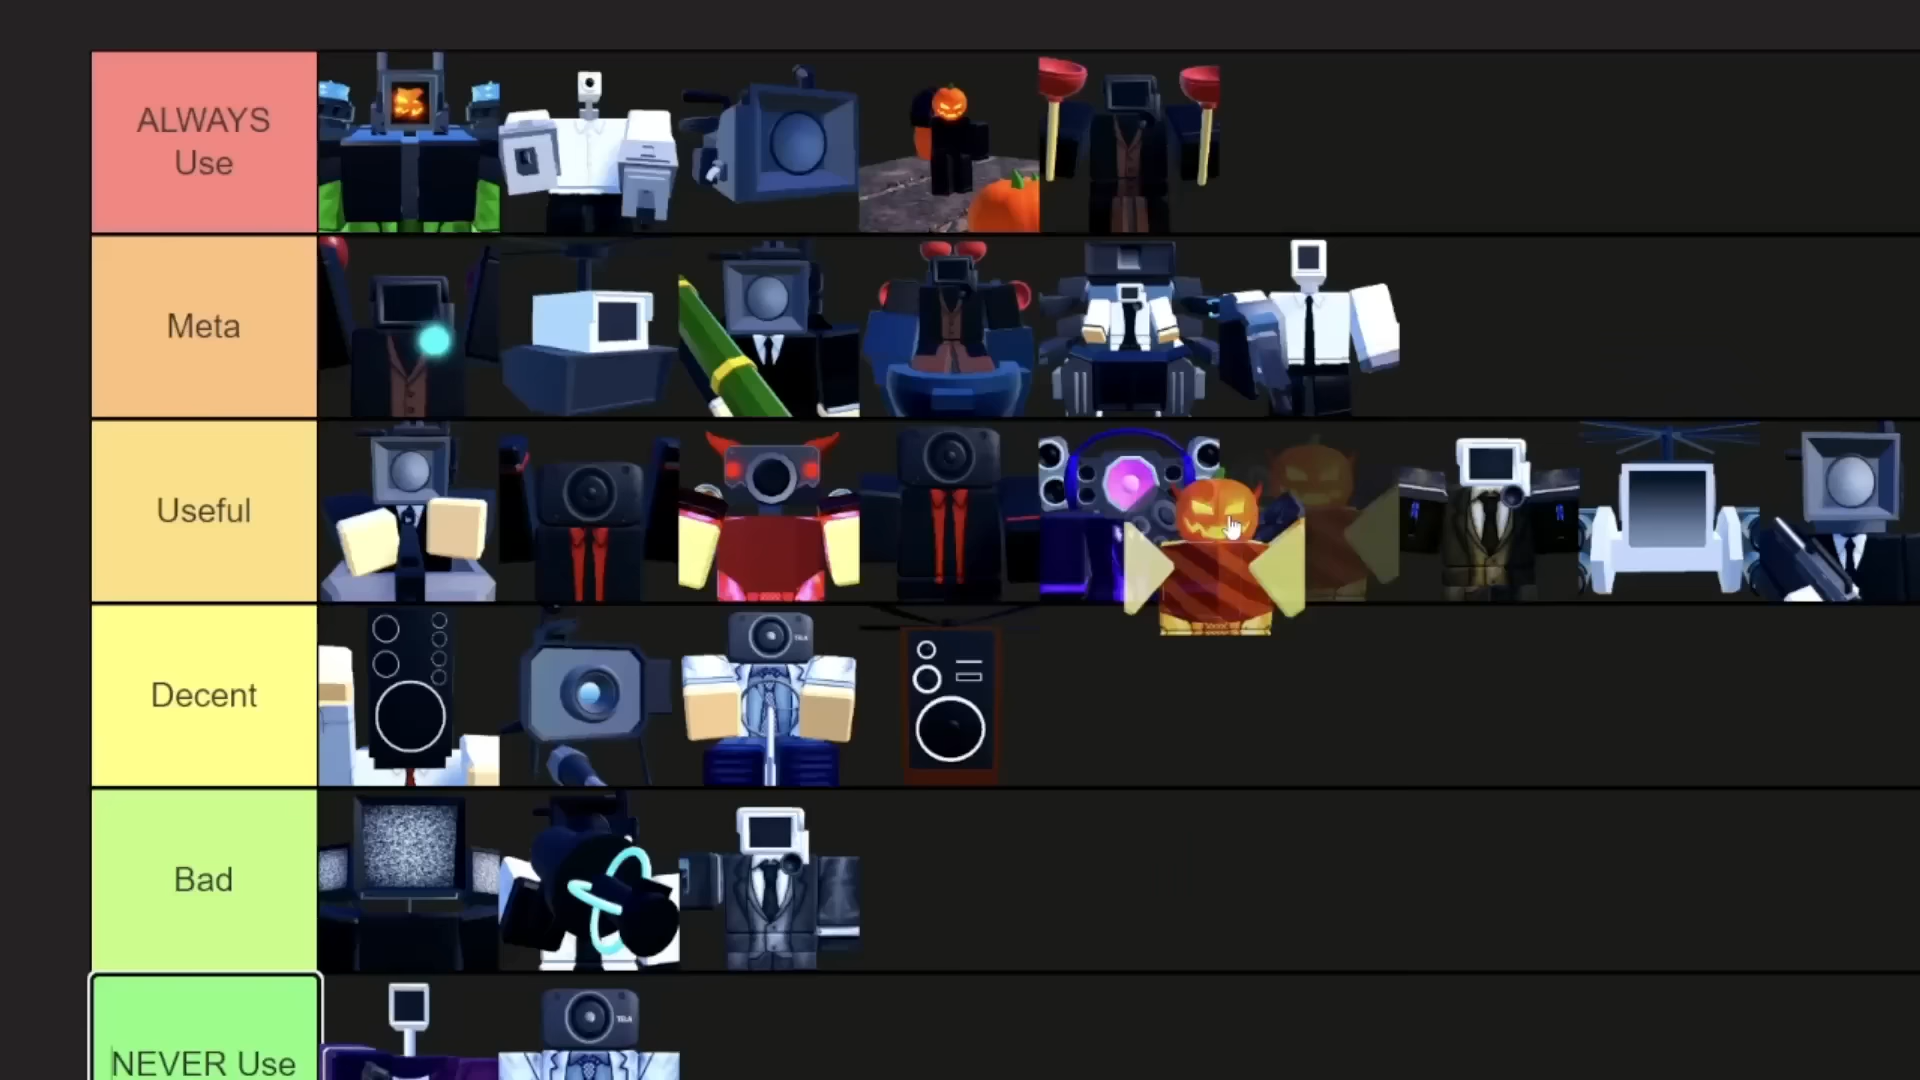 ALWAYS
Use
Meta
Useful
Decent
Bad
NEVER Use